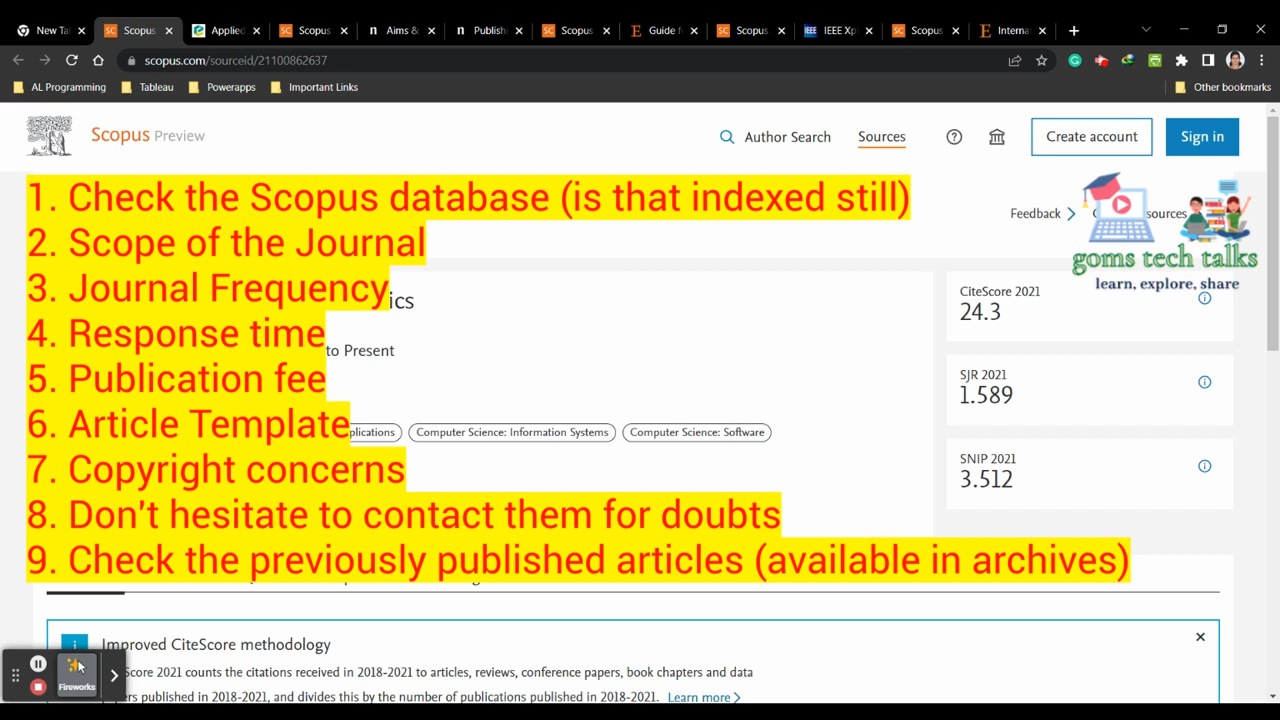 New Ta
Scopus
Applied
Scopus
Aims &
Publish
Scopus
Guide f
Scopus
IEEE Xp
Scopus
Interna
scopus.com/sourceid/21100862637
AL Programming
Tableau
Powerapps
Important Links
Other bookmarks
Scopus Preview
Author Search
Sources
Create account
Sign in
1. Check the Scopus database (is that indexed still)
Feedback
sources
2. Scope of the Journal
goms tech talks
learn, explore, share
3. Journal Frequency
ics
CiteScore 2021
24.3
4. Response time
to Present
5. Publication fee
SJR 2021
1.589
6. Article Template
plications
Computer Science: Information Systems
Computer Science: Software
7. Copyright concerns
SNIP 2021
3.512
8. Don't hesitate to contact them for doubts
9. Check the previously published articles (available in archives)
Improved CiteScore methodology
Score 2021 counts the citations received in 2018-2021 to articles, reviews, conference papers, book chapters and data
ers published in 2018-2021, and divides this by the number of publications published in 2018-2021. Learn more
Fireworks